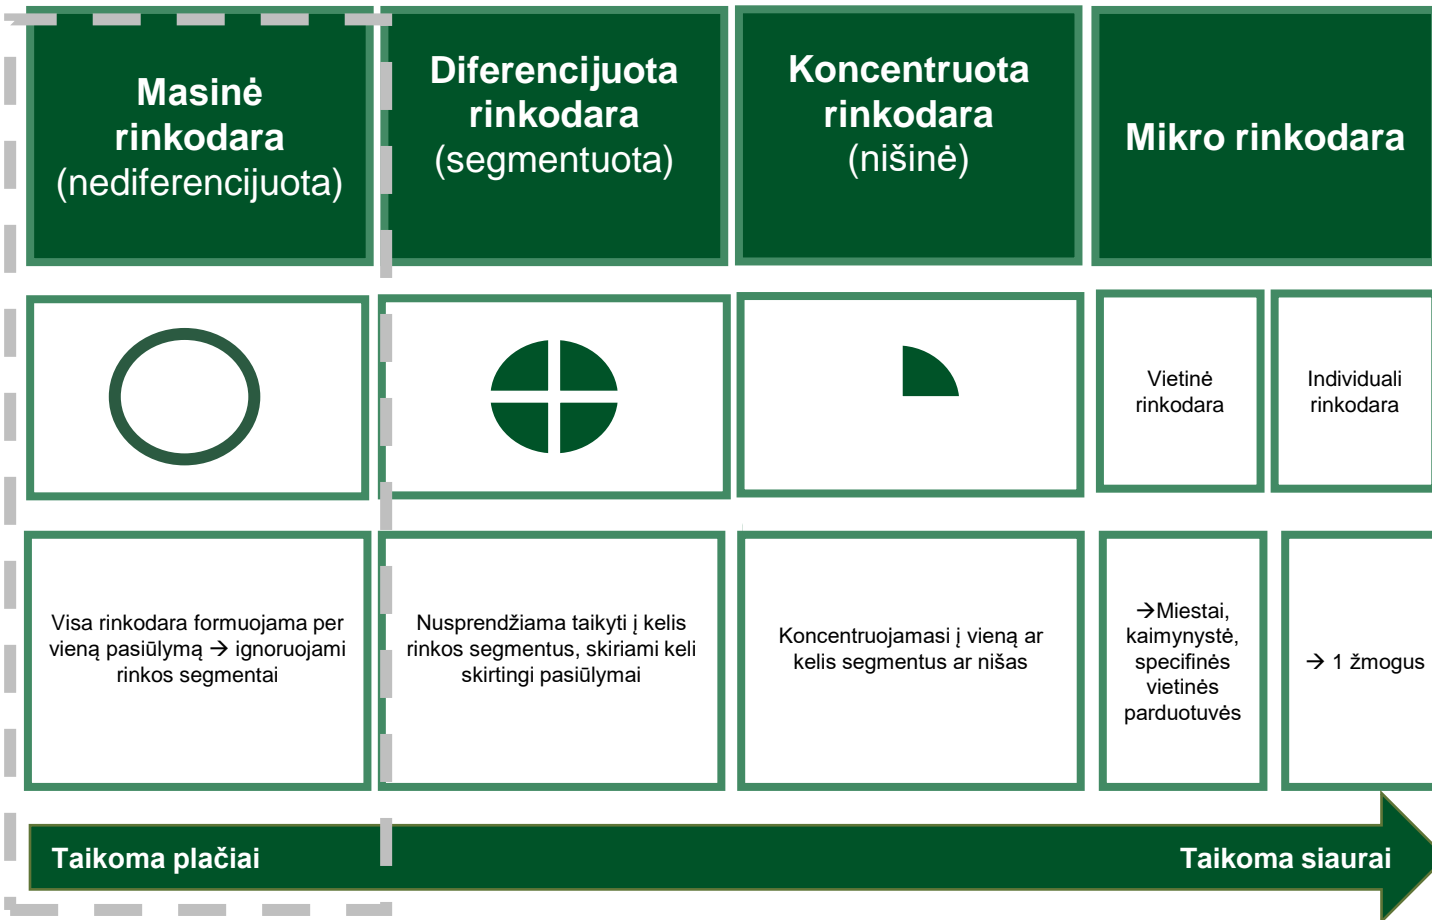 Masinė
rinkodara
(nediferencijuota)
Diferencijuota
rinkodara
(segmentuota)
Koncentruota
rinkodara
(nišinė)
Mikro rinkodara
Vietinė
rinkodara
Individuali
rinkodara
Visa rinkodara formuojama per
vieną pasiūlymą → ignoruojami
rinkos segmentai
Nusprendžiama taikyti į kelis
rinkos segmentus, skiriami keli
skirtingi pasiūlymai
Koncentruojamasi į vieną ar
kelis segmentus ar nišas
→Miestai,
kaimynystė,
specifinės
vietinės
parduotuvės
→ 1 žmogus
Taikoma plačiai
Taikoma siaurai